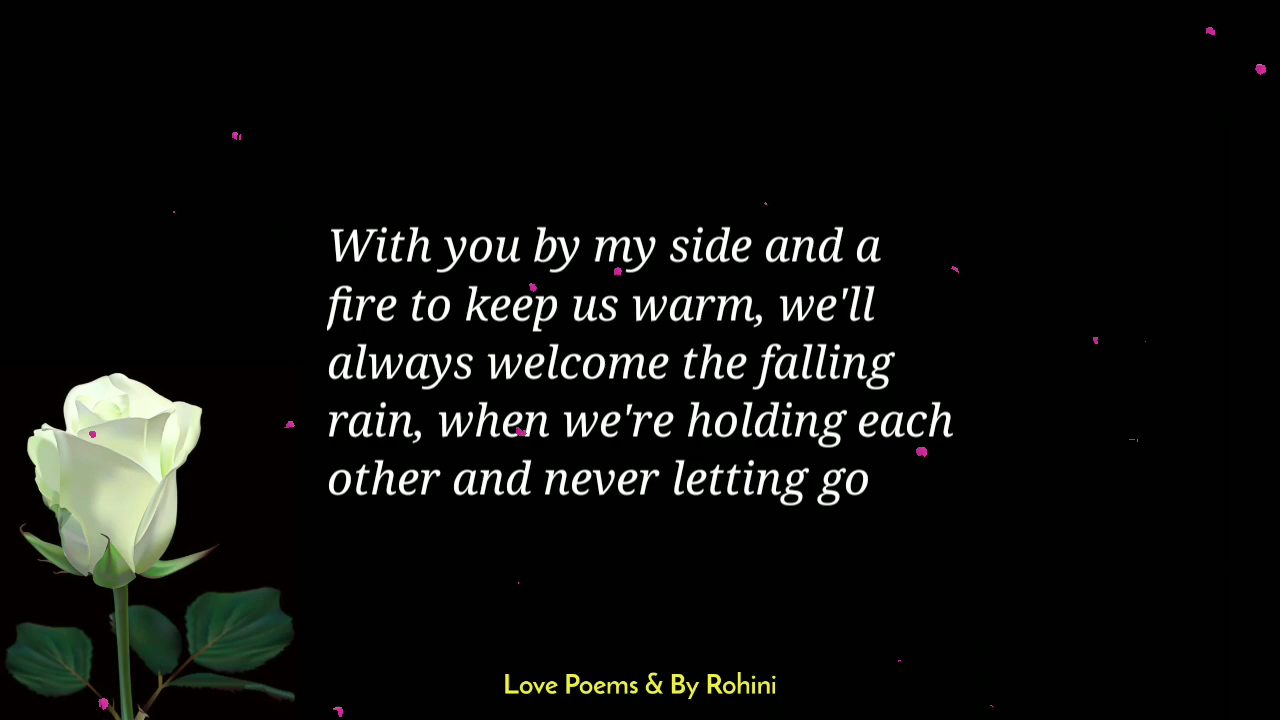 With you by my side and a
fire to keep us warm, we'll
always welcome the falling
rain, when we're holding each
other and never letting go
Love Poems & By Rohini